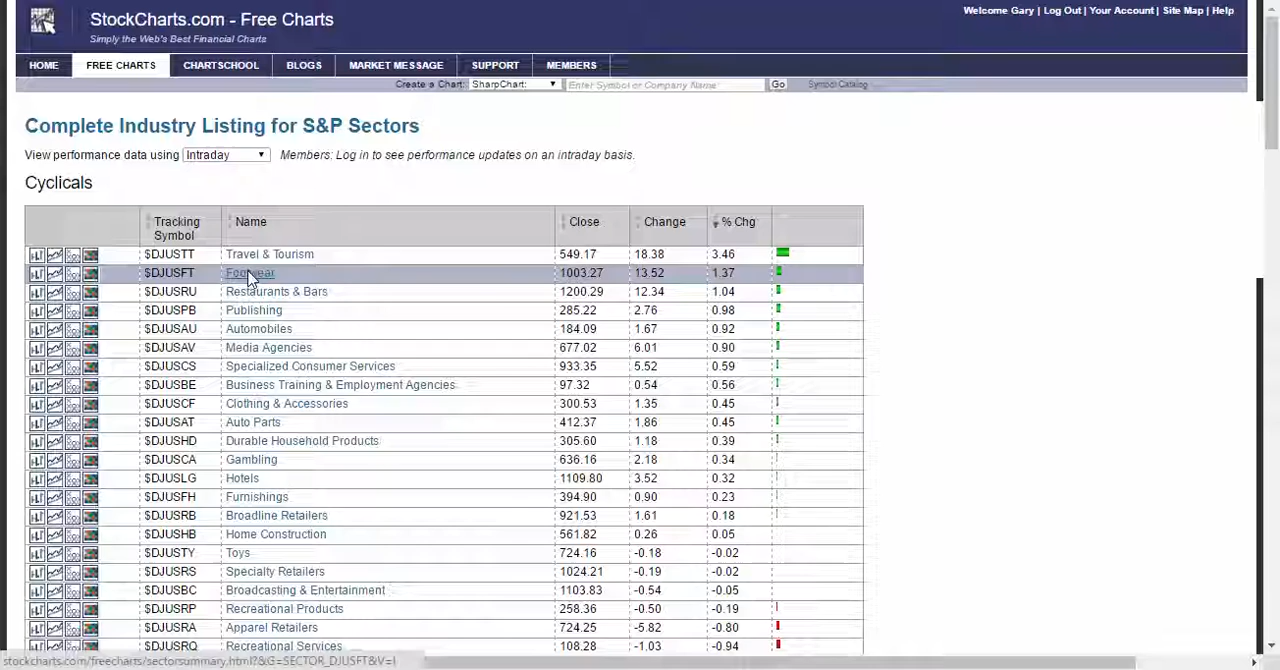 StockCharts.com - Free Charts
Simply the Web's Best Financial Charts
Welcome Gary | Log Out | Your Account | Site Map | Help
HOME FREE CHARTS CHARTSCHOOL BLOGS MARKET MESSAGE SUPPORT MEMBERS
Create a Chart: SharpChart: Enter Symbol or Company Name Go Symbol Catalog
Complete Industry Listing for S&P Sectors
View performance data using Intraday Members: Log in to see performance updates on an intraday basis.
Cyclicals
Tracking Symbol Name Close Change % Chg
$DJUSTT Travel & Tourism 549.17 18.38 3.46
$DJUSFT Footwear 1003.27 13.52 1.37
$DJUSRU Restaurants & Bars 1200.29 12.34 1.04
$DJUSPB Publishing 285.22 2.76 0.98
$DJUSAU Automobiles 184.09 1.67 0.92
$DJUSAV Media Agencies 677.02 6.01 0.90
$DJUSCS Specialized Consumer Services 933.35 5.52 0.59
$DJUSBE Business Training & Employment Agencies 97.32 0.54 0.56
$DJUSCF Clothing & Accessories 300.53 1.35 0.45
$DJUSAT Auto Parts 412.37 1.86 0.45
$DJUSHD Durable Household Products 305.60 1.18 0.39
$DJUSCA Gambling 636.16 2.18 0.34
$DJUSLG Hotels 1109.80 3.52 0.32
$DJUSFH Furnishings 394.90 0.90 0.23
$DJUSRB Broadline Retailers 921.53 1.61 0.18
$DJUSHB Home Construction 561.82 0.26 0.05
$DJUSTY Toys 724.16 -0.18 -0.02
$DJUSRS Specialty Retailers 1024.21 -0.19 -0.02
$DJUSBC Broadcasting & Entertainment 1103.83 -0.54 -0.05
$DJUSRP Recreational Products 258.36 -0.50 -0.19
$DJUSRA Apparel Retailers 724.25 -5.82 -0.80
$DJUSRQ Recreational Services 108.28 -1.03 -0.94
stockcharts.com/freecharts/sectorsummary.html?&G=SECTOR_DJUSFT&V=I